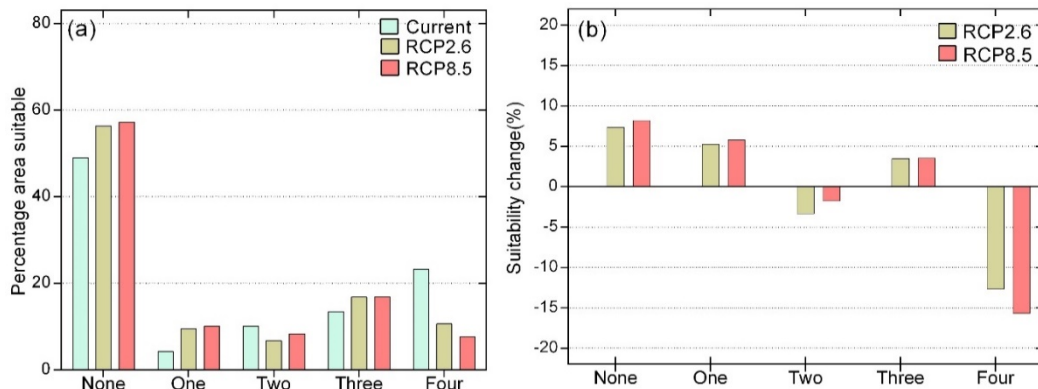 (a)
Current
RCP2.6
RCP8.5
Percentage area suitable
80
60
40
20
0
None One Two Three Four
(b)
RCP2.6
RCP8.5
Suitability change(%)
20
15
10
5
0
-5
-10
-15
-20
None One Two Three Four